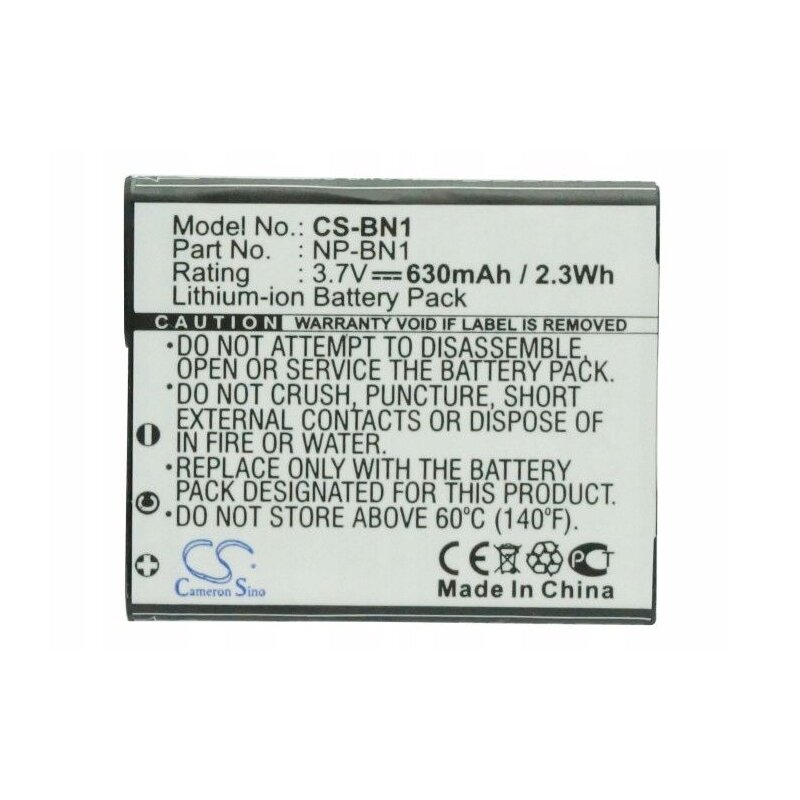 Model No.: CS-BN1
Part No. : NP-BN1
Rating : 3.7V 630mAh / 2.3Wh
Lithium-ion Battery Pack
CAUTION WARRANTY VOID IF LABEL IS REMOVED
•DO NOT ATTEMPT TO DISASSEMBLE,
OPEN OR SERVICE THE BATTERY PACK.
•DO NOT CRUSH, PUNCTURE, SHORT
EXTERNAL CONTACTS OR DISPOSE OF
IN FIRE OR WATER.
•REPLACE ONLY WITH THE BATTERY
PACK DESIGNATED BY CS.
•DO NOT STORE ABOVE 60°C (140°F).
CS
Cameron Sino
CE PCT
Made In China